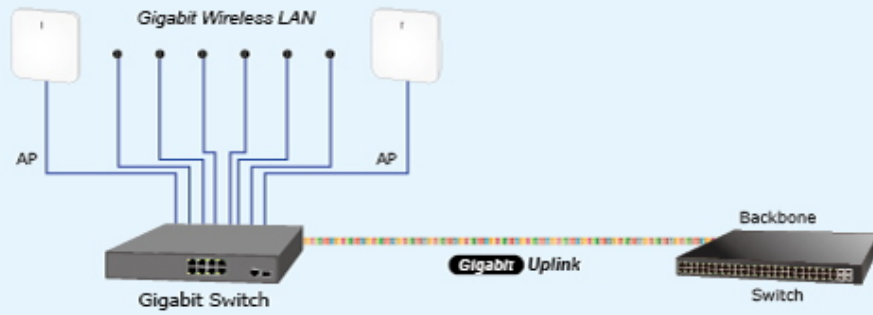 Gigabit Wireless LAN
AP
AP
Gigabit Switch
Gigabit Uplink
Backbone
Switch